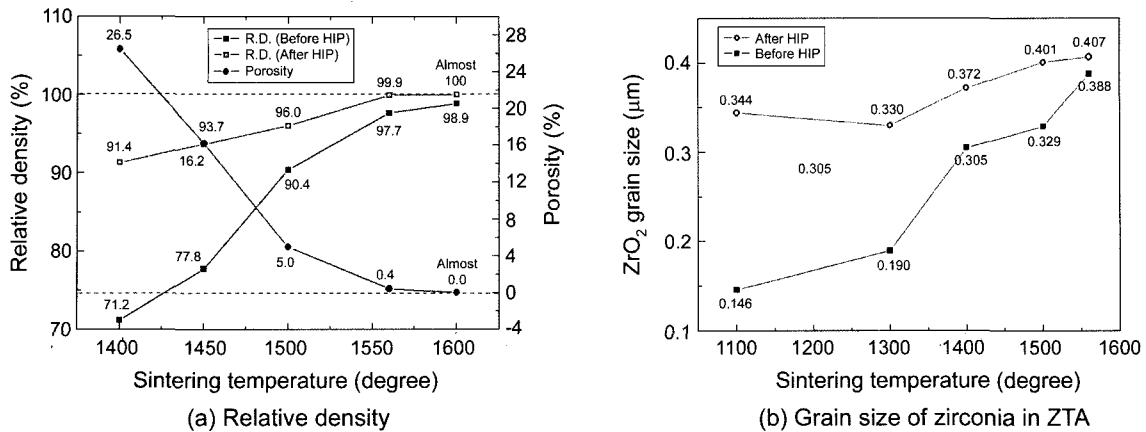 110
100
90
80
70
Relative density (%)
28
24
20
16
12
8
4
0
-4
Porosity (%)
R.D. (Before HIP)
R.D. (After HIP)
Porosity
26.5
93.7
16.2
91.4
77.8
71.2
96.0
90.4
5.0
99.9
97.7
0.4
Almost
100
98.9
Almost
0.0
1400 1450 1500 1550 1600
Sintering temperature (degree)
(a) Relative density
0.4
0.3
0.2
0.1
ZrO₂ grain size (μm)
After HIP
Before HIP
0.344
0.330
0.372
0.401
0.407
0.388
0.305
0.305
0.329
0.190
0.146
1100 1200 1300 1400 1500 1600
Sintering temperature (degree)
(b) Grain size of zirconia in ZTA